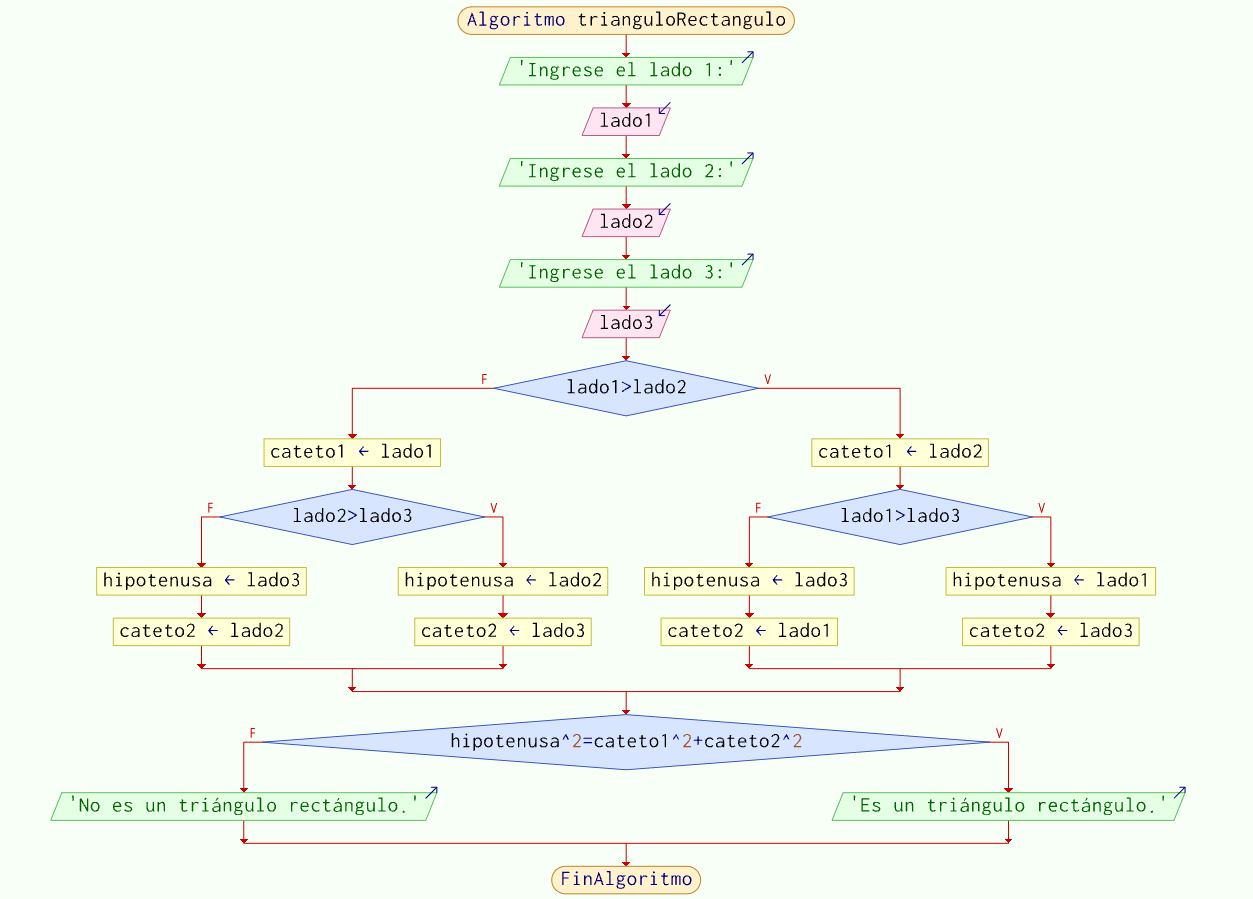 Algoritmo trianguloRectangulo
'Ingrese el lado 1:'
lado1
'Ingrese el lado 2:'
lado2
'Ingrese el lado 3:'
lado3
F
lado1>lado2
V
cateto1 ← lado1
cateto1 ← lado2
F
lado2>lado3
V
F
lado1>lado3
V
hipotenusa ← lado3
hipotenusa ← lado2
hipotenusa ← lado3
hipotenusa ← lado1
cateto2 ← lado2
cateto2 ← lado3
cateto2 ← lado1
cateto2 ← lado3
F
hipotenusa^2=cateto1^2+cateto2^2
V
'No es un triángulo rectángulo.'
'Es un triángulo rectángulo.'
FinAlgoritmo